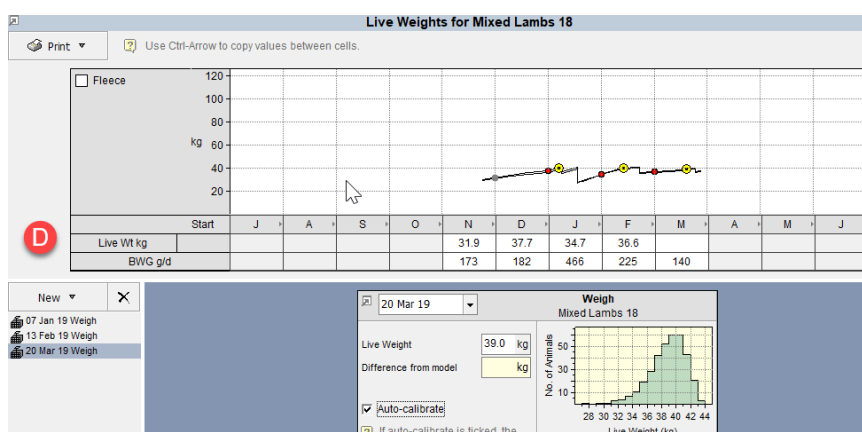 Live Weights for Mixed Lambs 18
Print
Use Ctrl-Arrow to copy values between cells.
Fleece
120
100
80
kg 60
40
20
Start J A S O N D J F M A M J
D
Live Wt kg 31.9 37.7 34.7 36.6
BWG g/d 173 182 466 225 140
New
07 Jan 19 Weigh
13 Feb 19 Weigh
20 Mar 19 Weigh
20 Mar 19
Weigh
Mixed Lambs 18
Live Weight 39.0 kg
Difference from model kg
Auto-calibrate
If auto-calibrate is ticked, the
No. of Animals
50
30
10
28 30 32 34 36 38 40 42 44
Live Weight (kg)